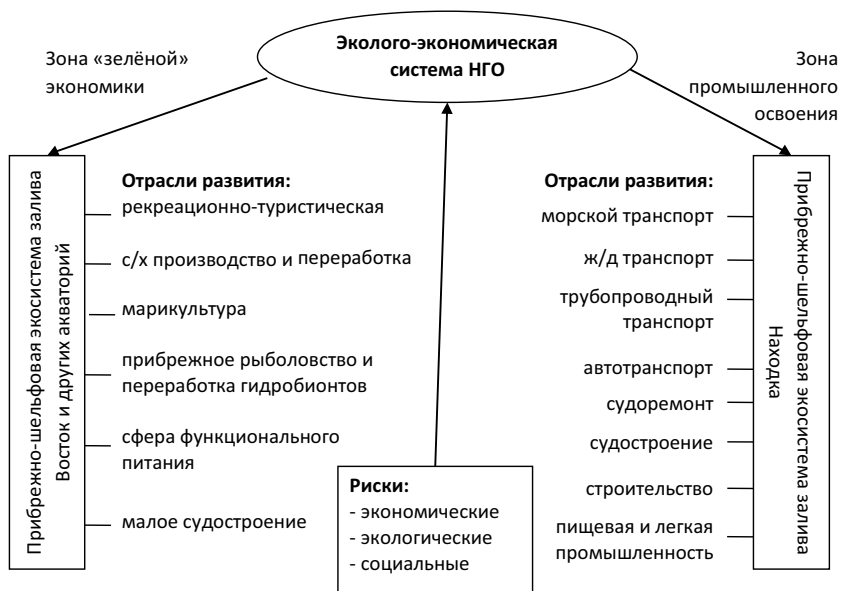 Эколого-экономическая
система НГО
Зона «зелёной»
экономики
Зона
промышленного
освоения
Прибрежно-шельфовая экосистема залива
Восток и других акваторий
Отрасли развития:
рекреационно-туристическая
с/х производство и переработка
марикультура
прибрежное рыболовство и
переработка гидробионтов
сфера функционального
питания
малое судостроение
Риски:
- экономические
- экологические
- социальные
Отрасли развития:
морской транспорт
ж/д транспорт
трубопроводный
транспорт
автотранспорт
судоремонт
судостроение
строительство
пищевая и легкая
промышленность
Прибрежно-шельфовая экосистема залива
Находка